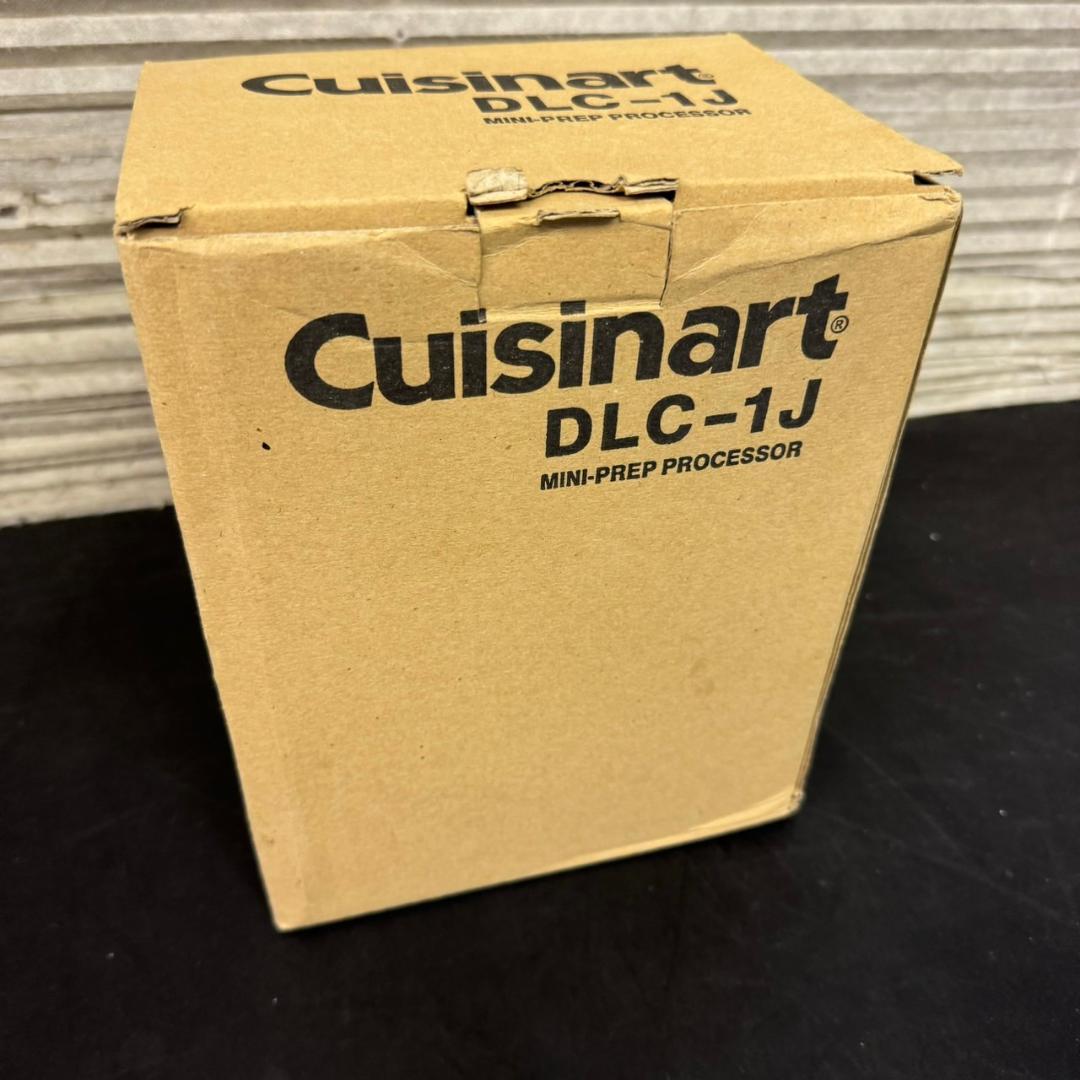 Cuisinart®
DLC-1J
MINI-PREP PROCESSOR
Cuisinart®
DLC-1J
MINI-PREP PROCESSOR